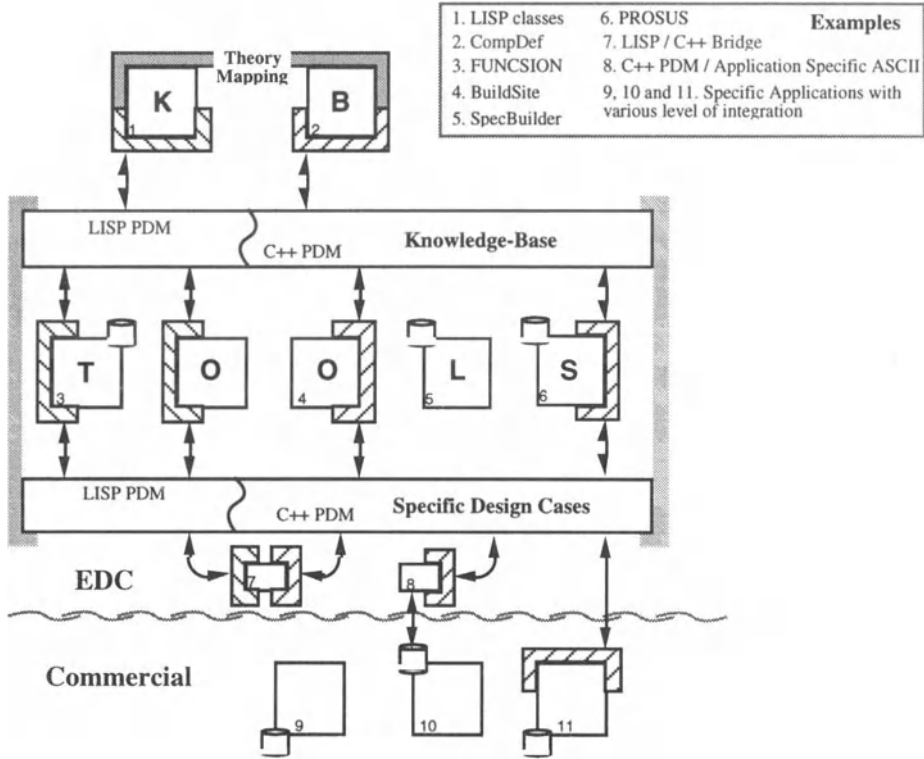 1. LISP classes
2. CompDef
3. FUNCSION
4. BuildSite
5. SpecBuilder
6. PROSUS
7. LISP / C++ Bridge
8. C++ PDM / Application Specific ASCII
9, 10 and 11. Specific Applications with
various level of integration
Examples
Theory
Mapping
K
1
B
2
LISP PDM
C++ PDM
Knowledge-Base
T
3
O
O
4
L
5
S
6
LISP PDM
C++ PDM
Specific Design Cases
7
8
EDC
Commercial
9
10
11